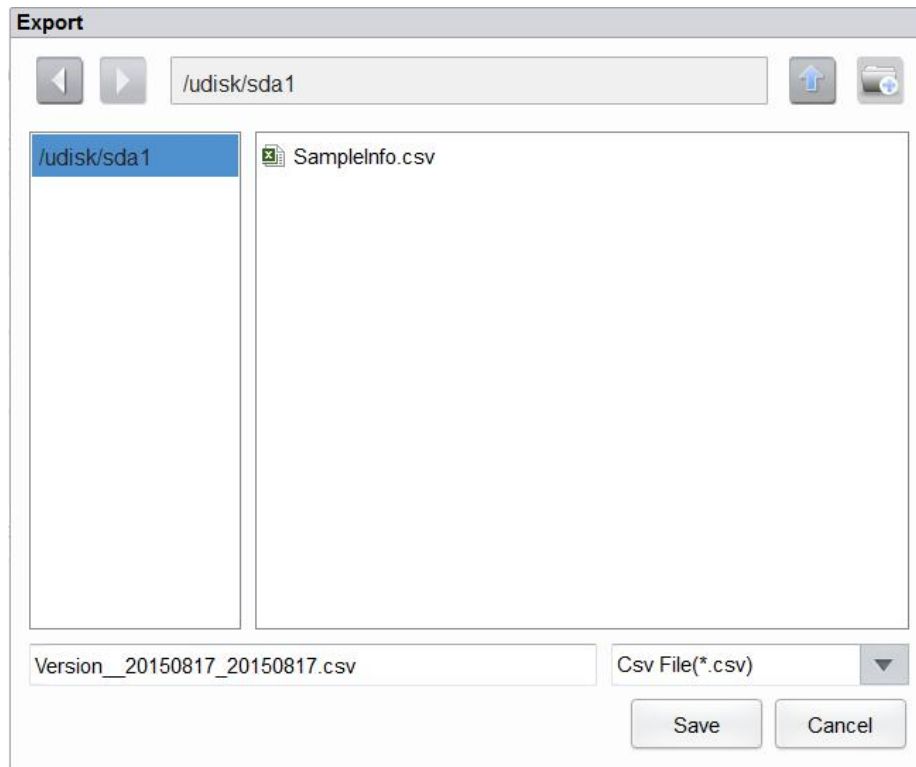 Export
/udisk/sda1
/udisk/sda1
SampleInfo.csv
Version__20150817_20150817.csv
Csv File(*.csv)
Save
Cancel